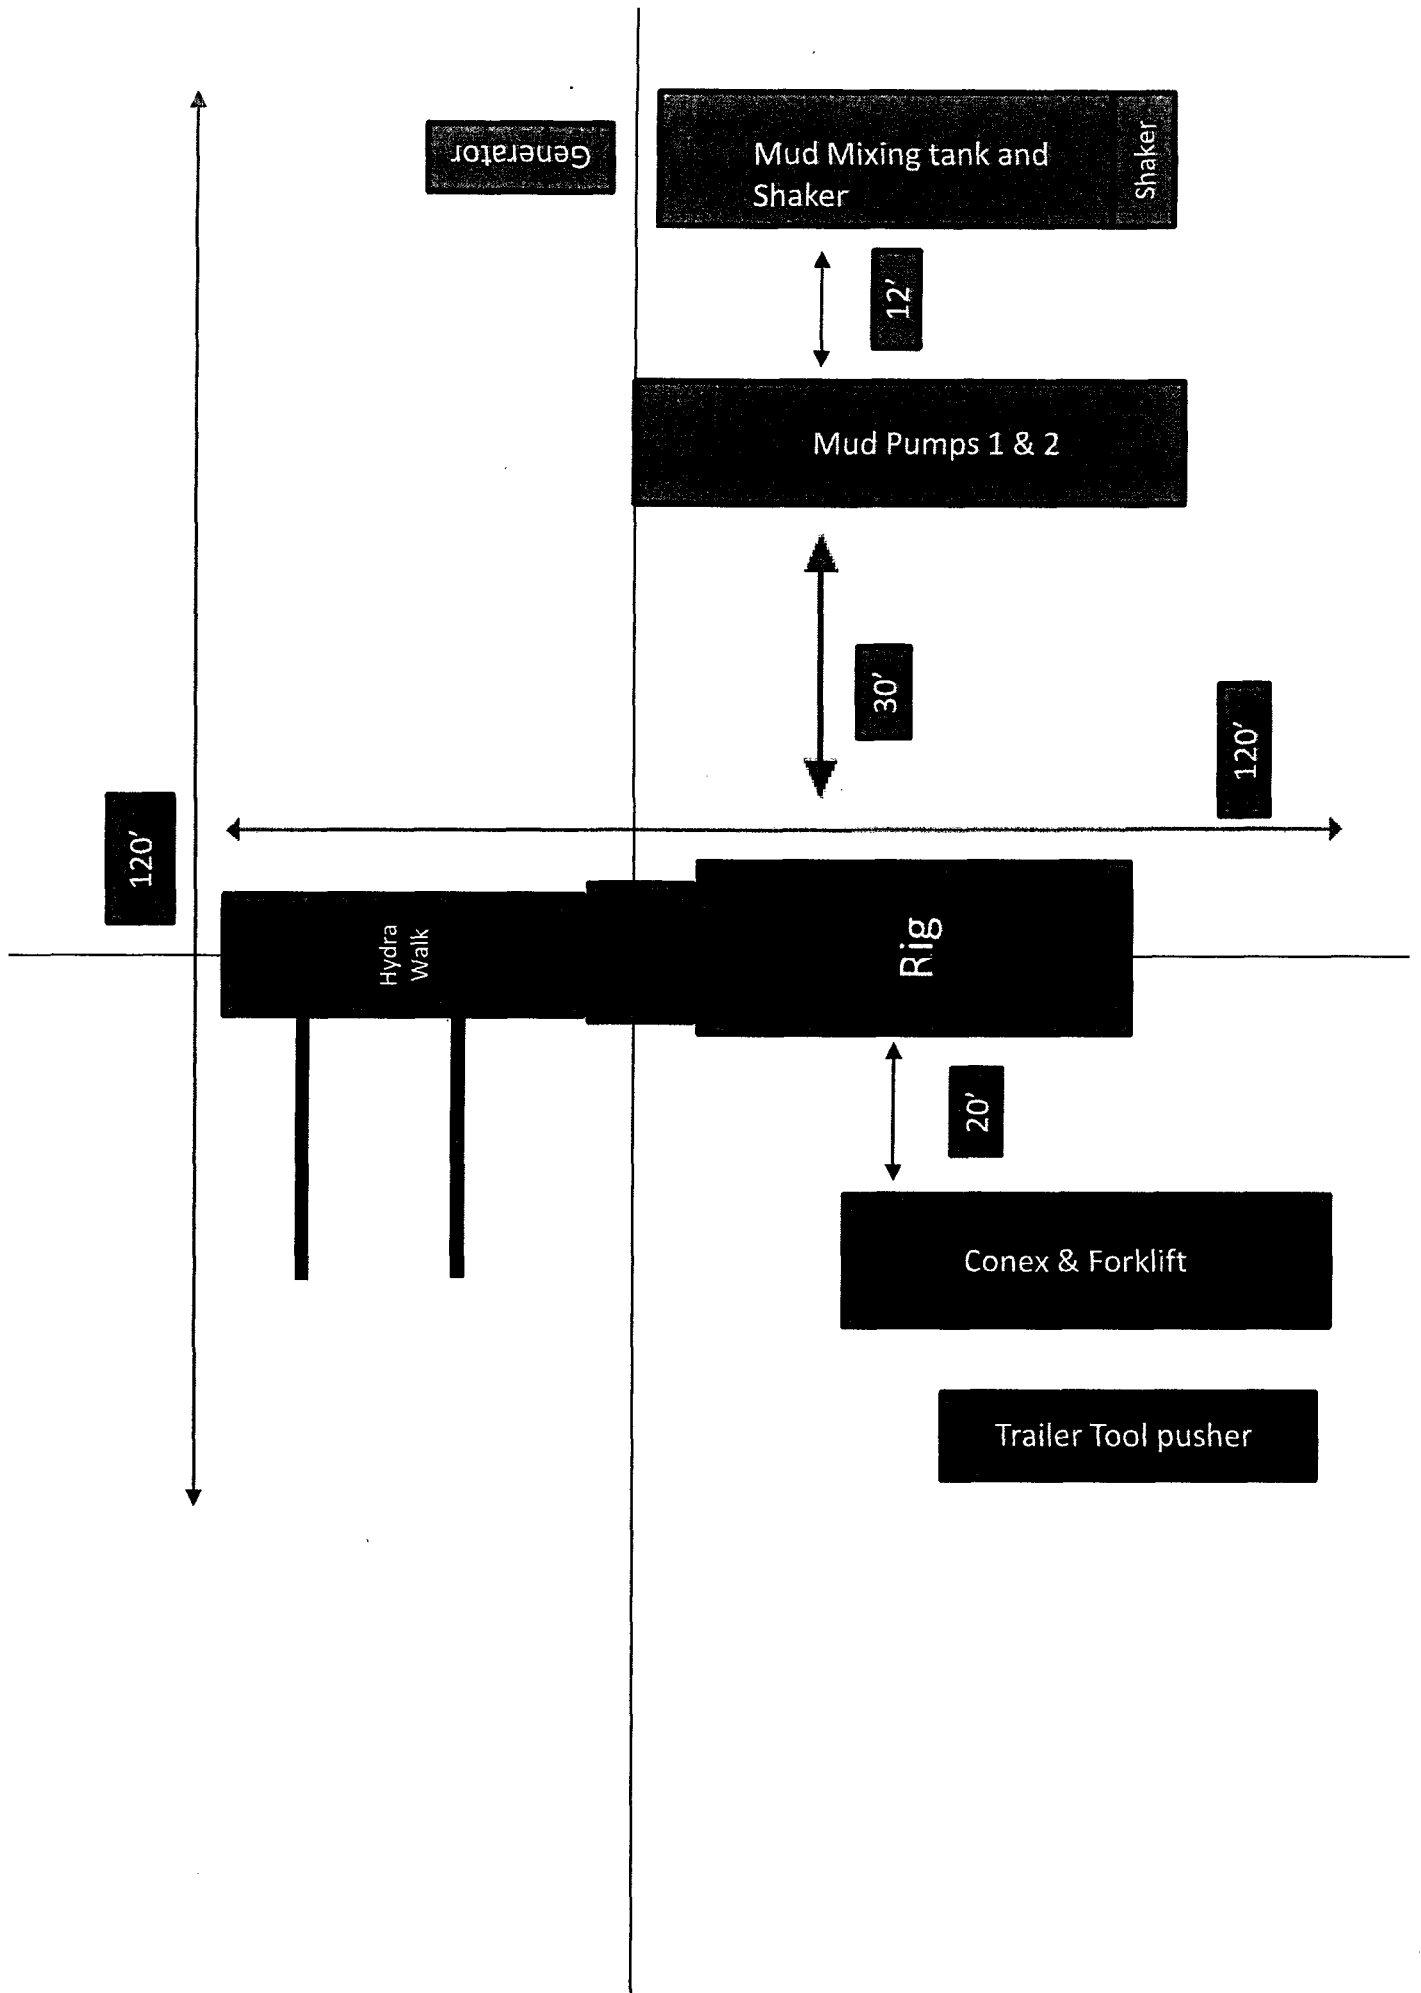 Generator
Mud Mixing tank and
Shaker
Shaker
12’
Mud Pumps 1 & 2
30’
120’
120’
Hydra
Walk
Rig
20’
Conex & Forklift
Trailer Tool pusher